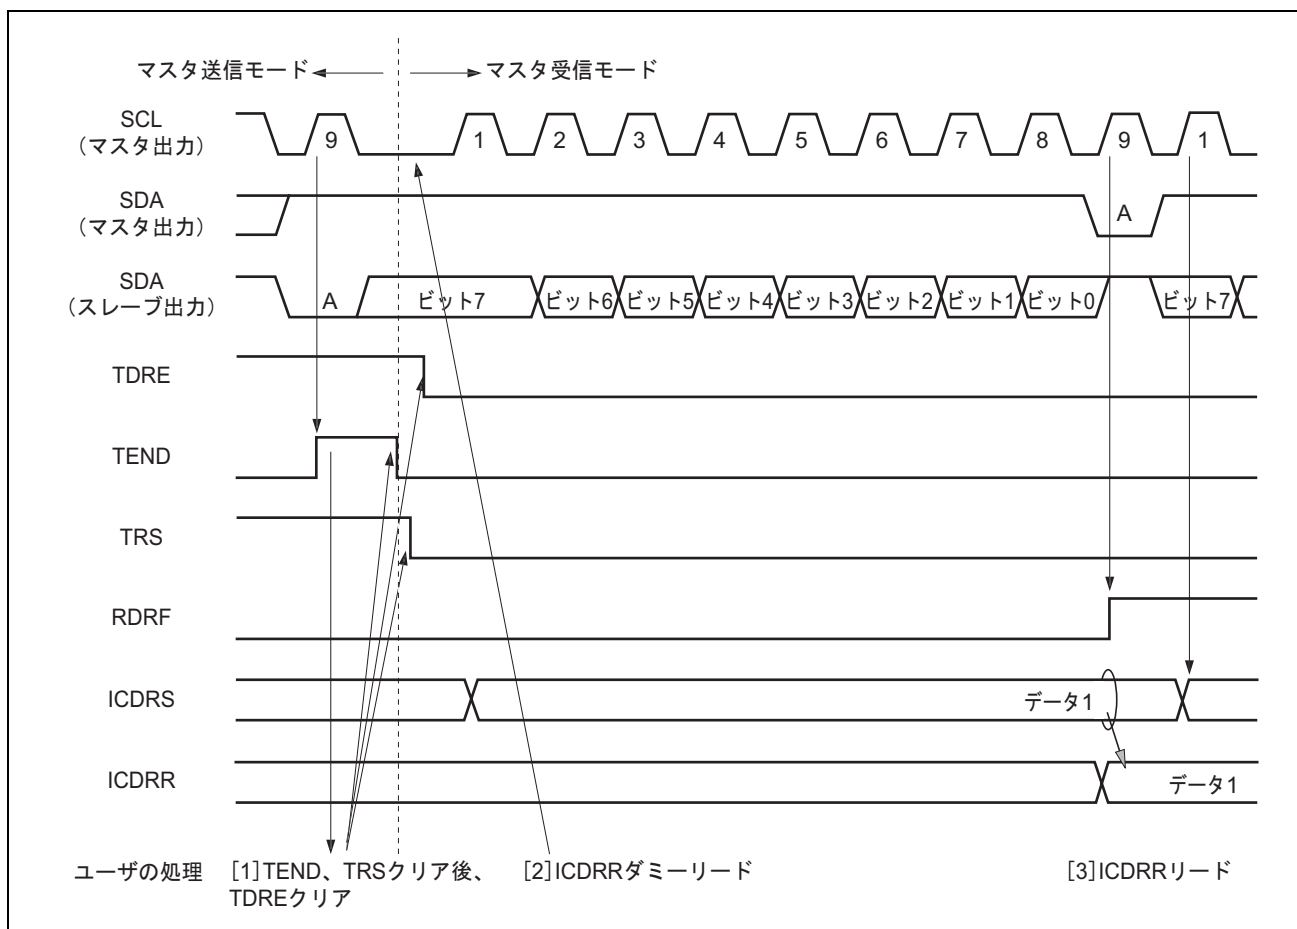 マスタ送信モード
マスタ受信モード
SCL
（マスタ出力）
9
1
2
3
4
5
6
7
8
9
1
SDA
（マスタ出力）
A
SDA
（スレーブ出力）
A
ビット7
ビット6
ビット5
ビット4
ビット3
ビット2
ビット1
ビット0
ビット7
TDRE
TEND
TRS
RDRF
ICDRS
データ1
ICDRR
データ1
ユーザの処理
[1]TEND、TRSクリア後、
TDREクリア
[2]ICDRRダミーリード
[3]ICDRRリード